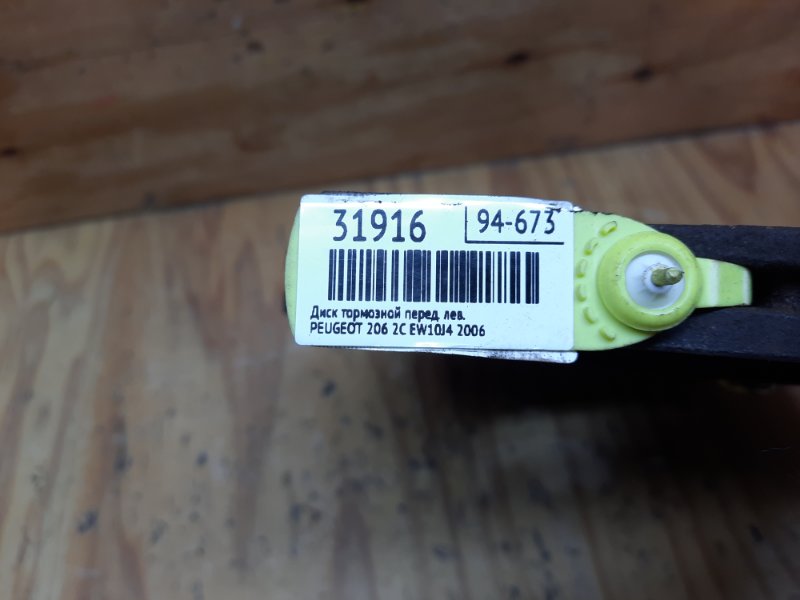 31916
94-673
Диск тормозной перед. лев.
PEUGEOT 206 2C EW10J4 2006